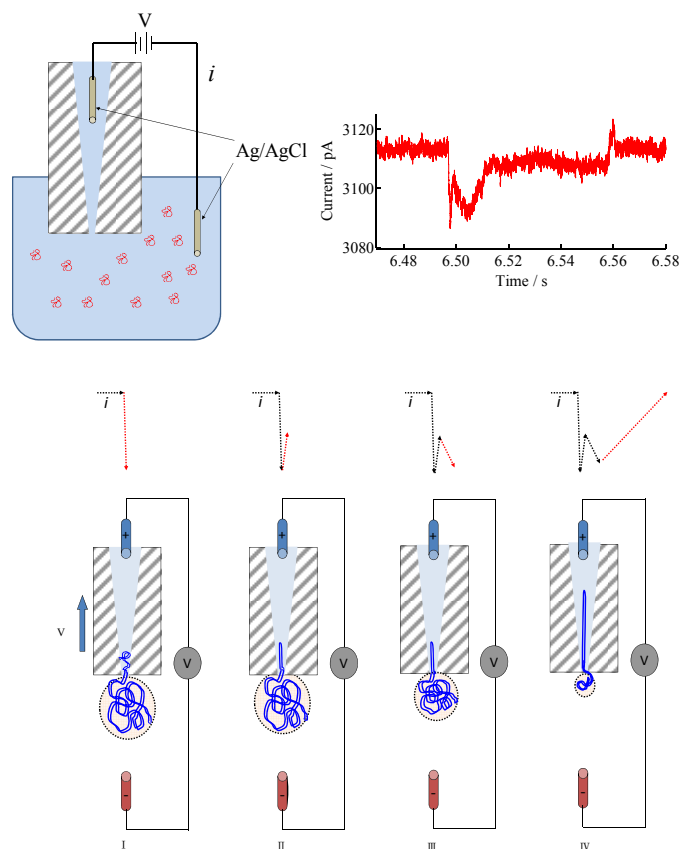 V
i
Ag/AgCl
3120
3100
3080
Current / pA
6.48 6.50 6.52 6.54 6.56 6.58
Time / s
i i i i
+ + + +
V
V V V V
- - - -
I II III IV